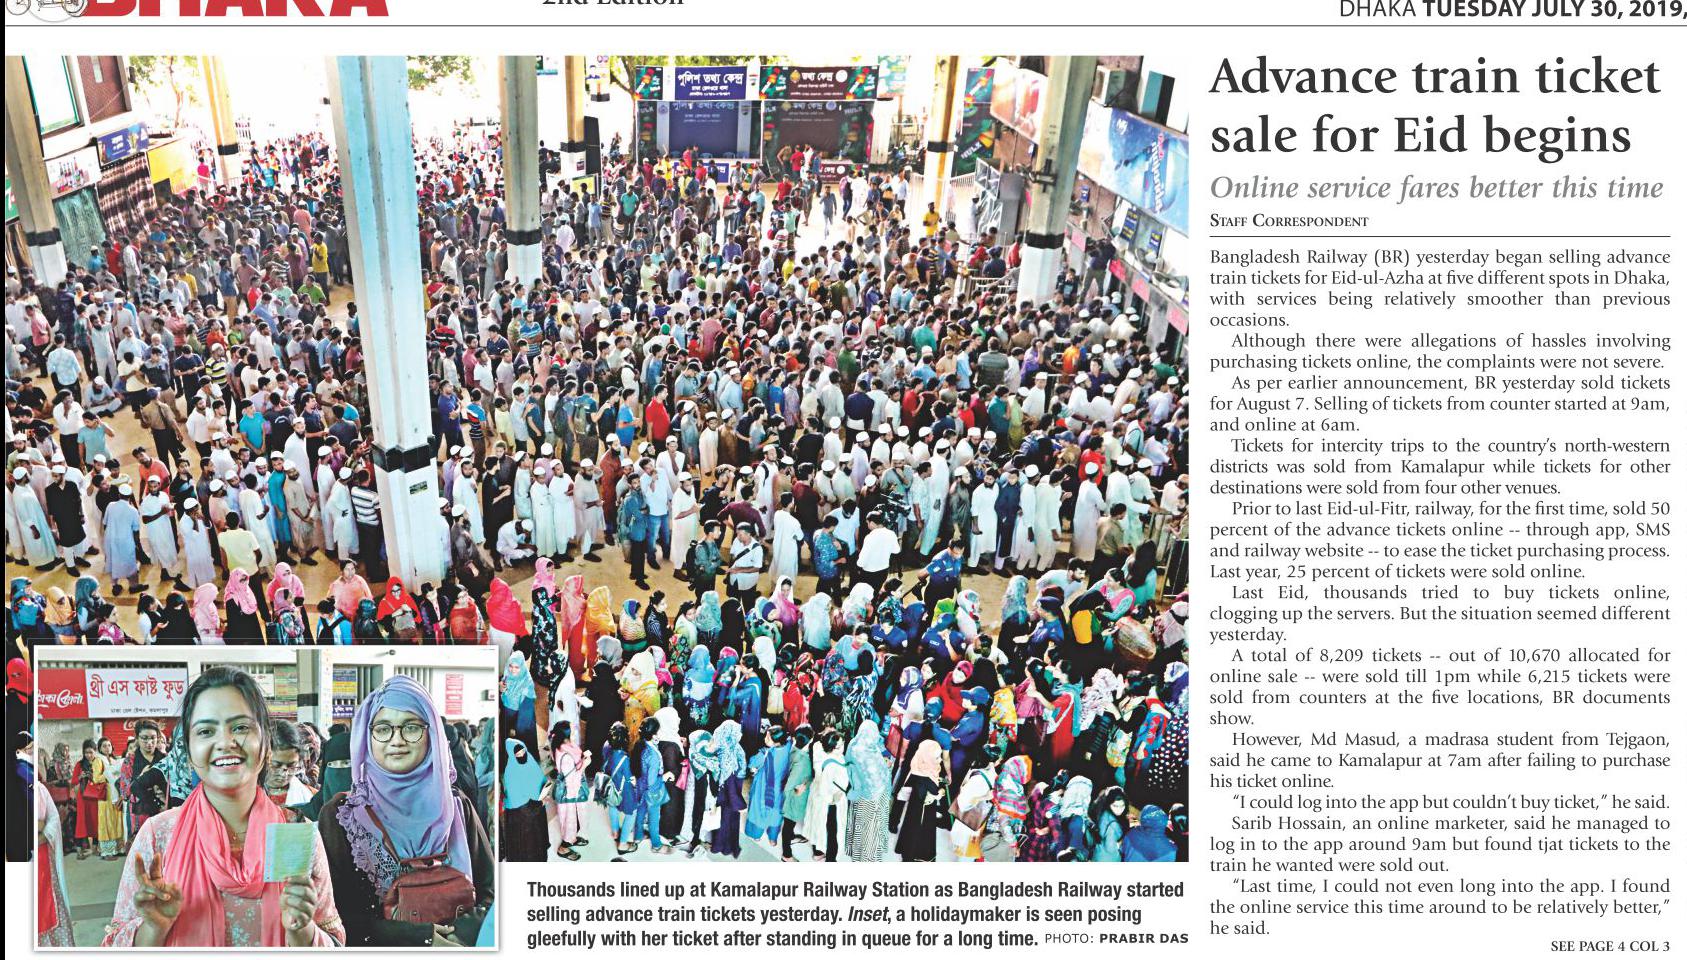 DHAKA
2nd Edition
DHAKA TUESDAY JULY 30, 2019,
পুলিশ তথ্য কেন্দ্র
তথ্য কেন্দ্র
থ্রী এস ফাষ্ট ফুড
ঢাকা রেল ষ্টেশন, কমলাপুর
Thousands lined up at Kamalapur Railway Station as Bangladesh Railway started
selling advance train tickets yesterday. Inset, a holidaymaker is seen posing
gleefully with her ticket after standing in queue for a long time. PHOTO: PRABIR DAS
Advance train ticket
sale for Eid begins
Online service fares better this time
STAFF CORRESPONDENT
Bangladesh Railway (BR) yesterday began selling advance
train tickets for Eid-ul-Azha at five different spots in Dhaka,
with services being relatively smoother than previous
occasions.
Although there were allegations of hassles involving
purchasing tickets online, the complaints were not severe.
As per earlier announcement, BR yesterday sold tickets
for August 7. Selling of tickets from counter started at 9am,
and online at 6am.
Tickets for intercity trips to the country's north-western
districts was sold from Kamalapur while tickets for other
destinations were sold from four other venues.
Prior to last Eid-ul-Fitr, railway, for the first time, sold 50
percent of the advance tickets online -- through app, SMS
and railway website -- to ease the ticket purchasing process.
Last year, 25 percent of tickets were sold online.
Last Eid, thousands tried to buy tickets online,
clogging up the servers. But the situation seemed different
yesterday.
A total of 8,209 tickets -- out of 10,670 allocated for
online sale -- were sold till 1pm while 6,215 tickets were
sold from counters at the five locations, BR documents
show.
However, Md Masud, a madrasa student from Tejgaon,
said he came to Kamalapur at 7am after failing to purchase
his ticket online.
"I could log into the app but couldn't buy ticket," he said.
Sarib Hossain, an online marketer, said he managed to
log in to the app around 9am but found tjat tickets to the
train he wanted were sold out.
"Last time, I could not even long into the app. I found
the online service this time around to be relatively better,"
he said.
SEE PAGE 4 COL 3